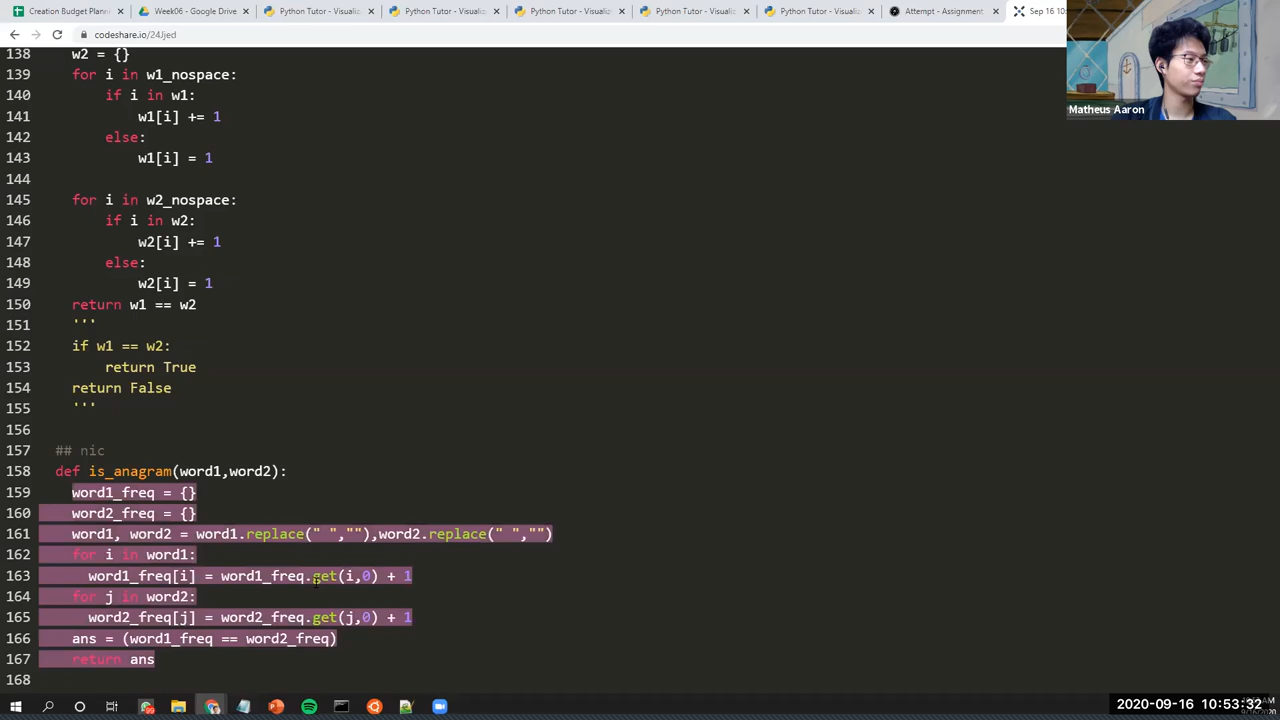 Creation Budget Planne
Week06 - Google Drive
Python Tutor - Visualiz
Python Tutor - Visualiz
Python Tutor - Visualiz
Python Tutor - Visualiz
Python Tutor - Visualiz
Attempt - Assignment
Sep 16 10
codeshare.io/24Jjed
Matheus Aaron
138 w2 = {}
139 for i in w1_nospace:
140 if i in w1:
141 w1[i] += 1
142 else:
143 w1[i] = 1
144
145 for i in w2_nospace:
146 if i in w2:
147 w2[i] += 1
148 else:
149 w2[i] = 1
150 return w1 == w2
151 '''
152 if w1 == w2:
153 return True
154 return False
155 '''
156
157 ## nic
158 def is_anagram(word1,word2):
159 word1_freq = {}
160 word2_freq = {}
161 word1, word2 = word1.replace(" ",""),word2.replace(" ","")
162 for i in word1:
163 word1_freq[i] = word1_freq.get(i,0) + 1
164 for j in word2:
165 word2_freq[j] = word2_freq.get(j,0) + 1
166 ans = (word1_freq == word2_freq)
167 return ans
168
2020-09-16 10:53:32